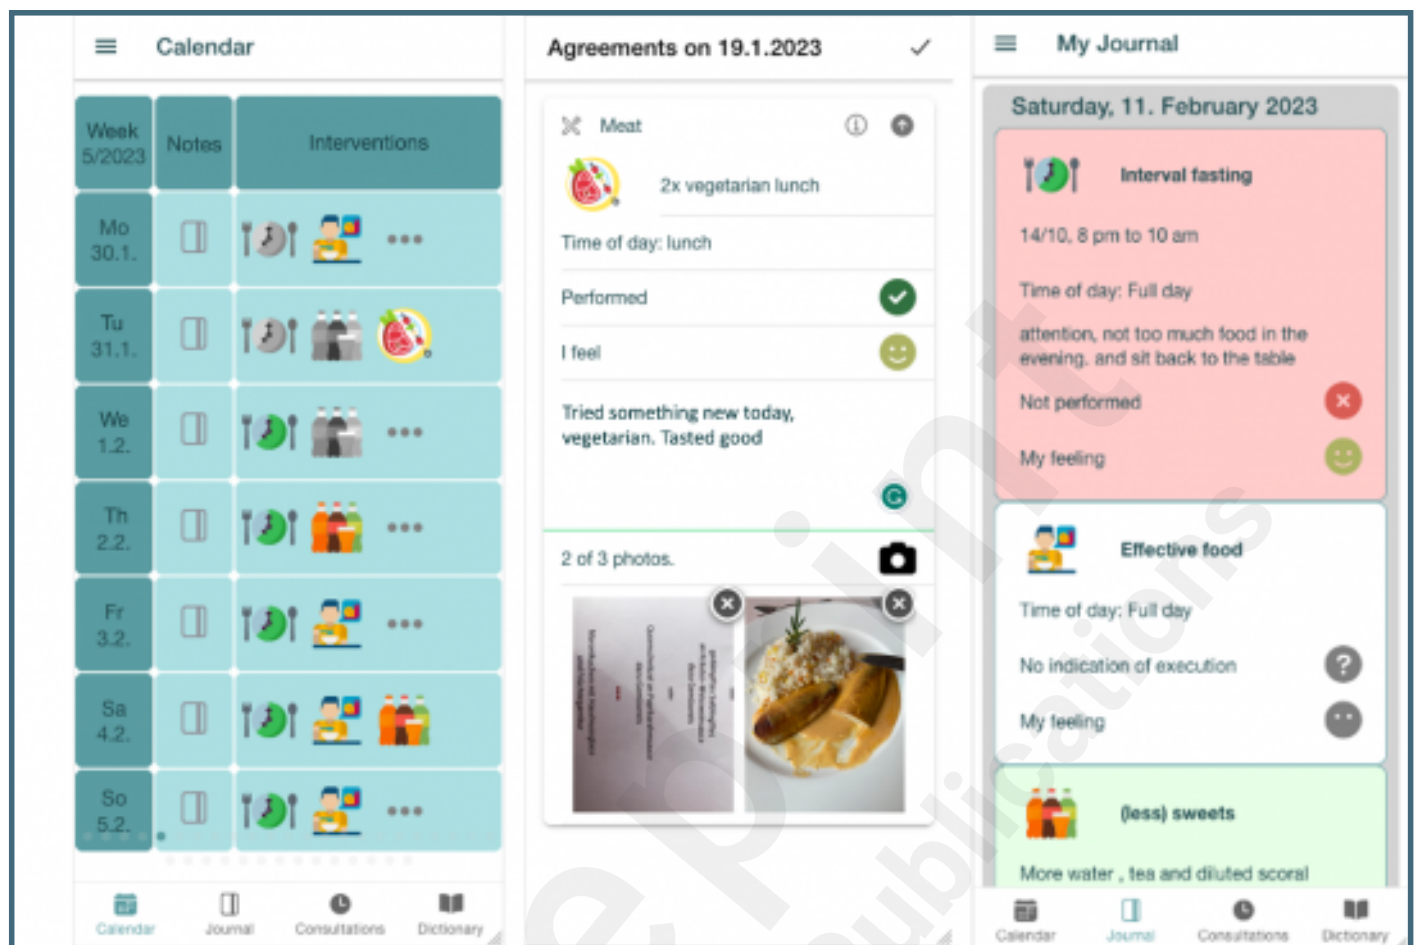 Calendar
Week
5/2023
Notes
Interventions
Mo
30.1.
Tu
31.1.
We
1.2.
Th
2.2.
Fr
3.2.
Sa
4.2.
So
5.2.
Calendar
Journal
Consultations
Dictionary
Agreements on 19.1.2023
Meat
2x vegetarian lunch
Time of day: lunch
Performed
I feel
Tried something new today,
vegetarian. Tasted good
2 of 3 photos.
My Journal
Saturday, 11. February 2023
Interval fasting
14/10, 8 pm to 10 am
Time of day: Full day
attention, not too much food in the
evening. and sit back to the table
Not performed
My feeling
Effective food
Time of day: Full day
No indication of execution
My feeling
(less) sweets
More water , tea and diluted scoral
Calendar
Journal
Consultations
Dictionary